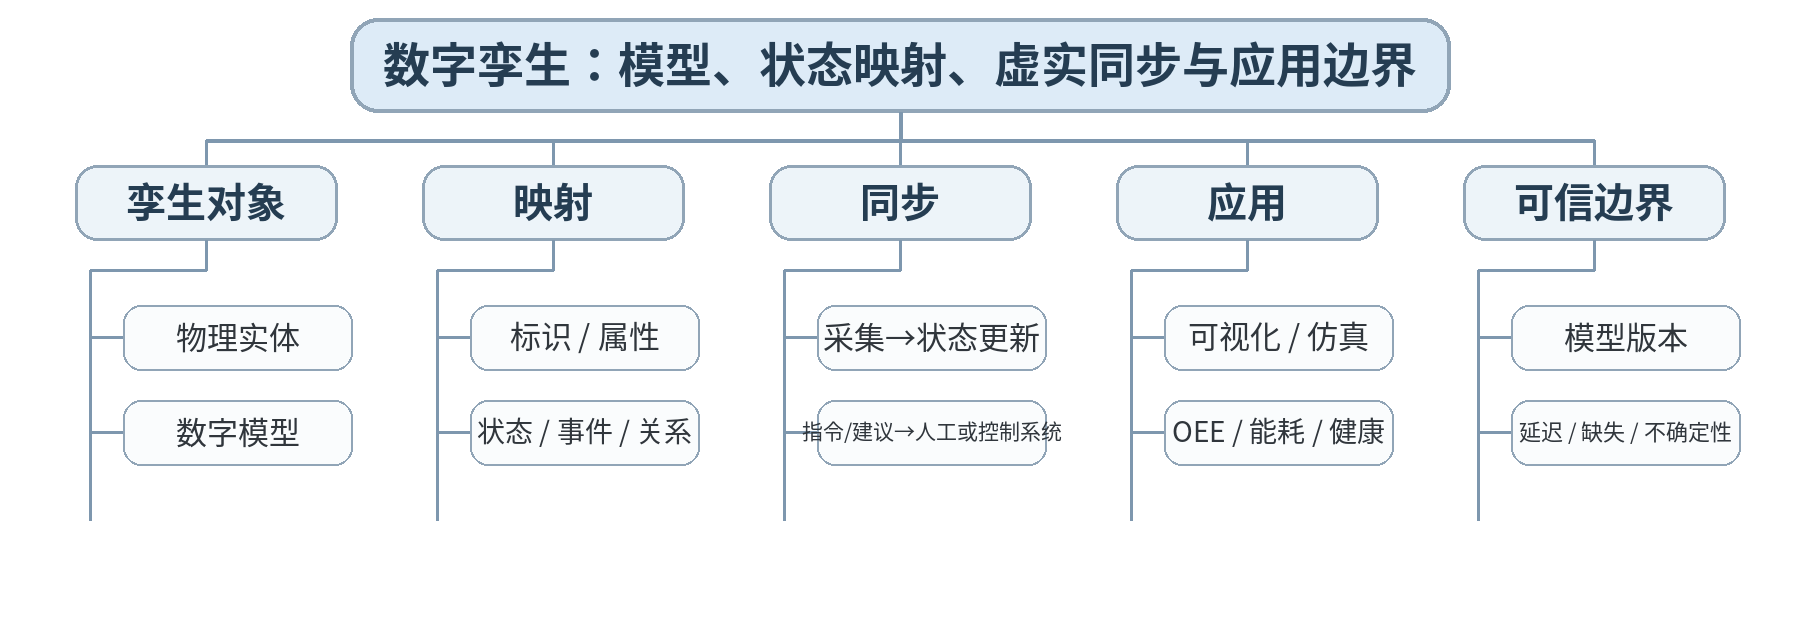 数字孪生：模型、状态映射、虚实同步与应用边界
孪生对象
物理实体
数字模型
映射
标识 / 属性
状态 / 事件 / 关系
同步
采集→状态更新
指令/建议→人工或控制系统
应用
可视化 / 仿真
OEE / 能耗 / 健康
可信边界
模型版本
延迟 / 缺失 / 不确定性